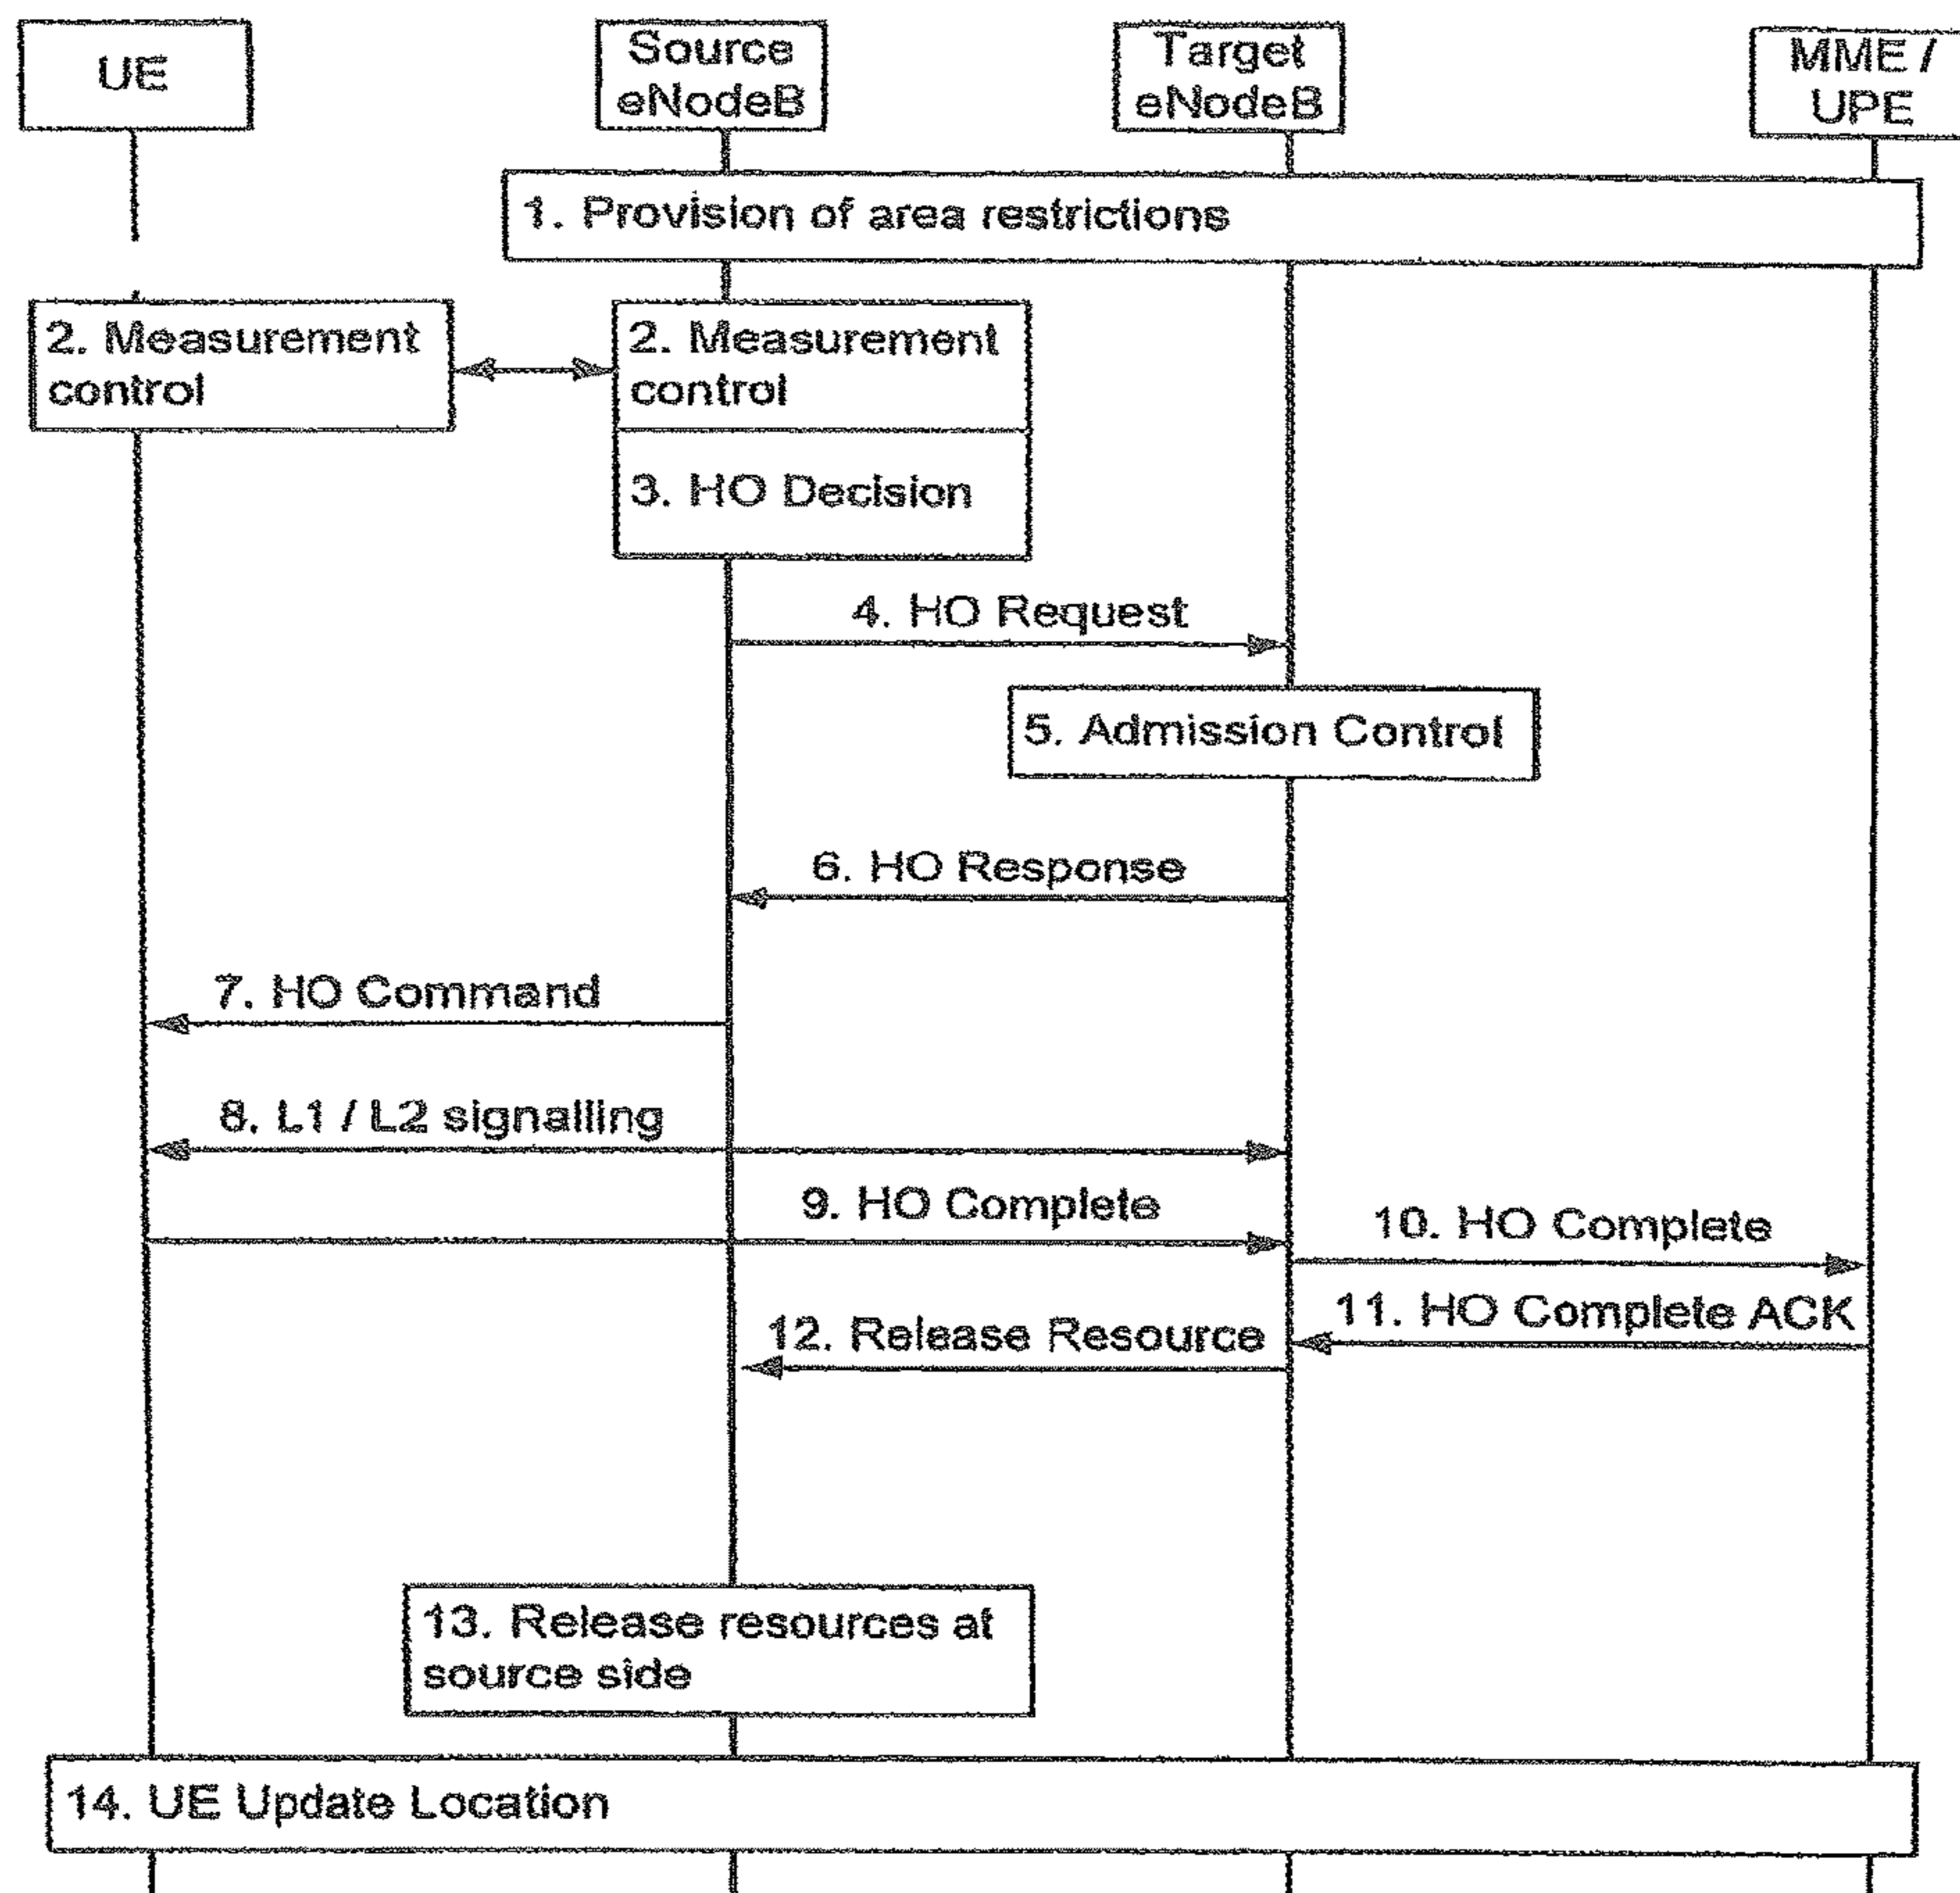 UE
Source
eNodeB
Target
eNodeB
MME /
UPE
1. Provision of area restrictions
2. Measurement
control
2. Measurement
control
3. HO Decision
4. HO Request
5. Admission Control
6. HO Response
7. HO Command
8. L1 / L2 signalling
9. HO Complete
10. HO Complete
11. HO Complete ACK
12. Release Resource
13. Release resources at
source side
14. UE Update Location